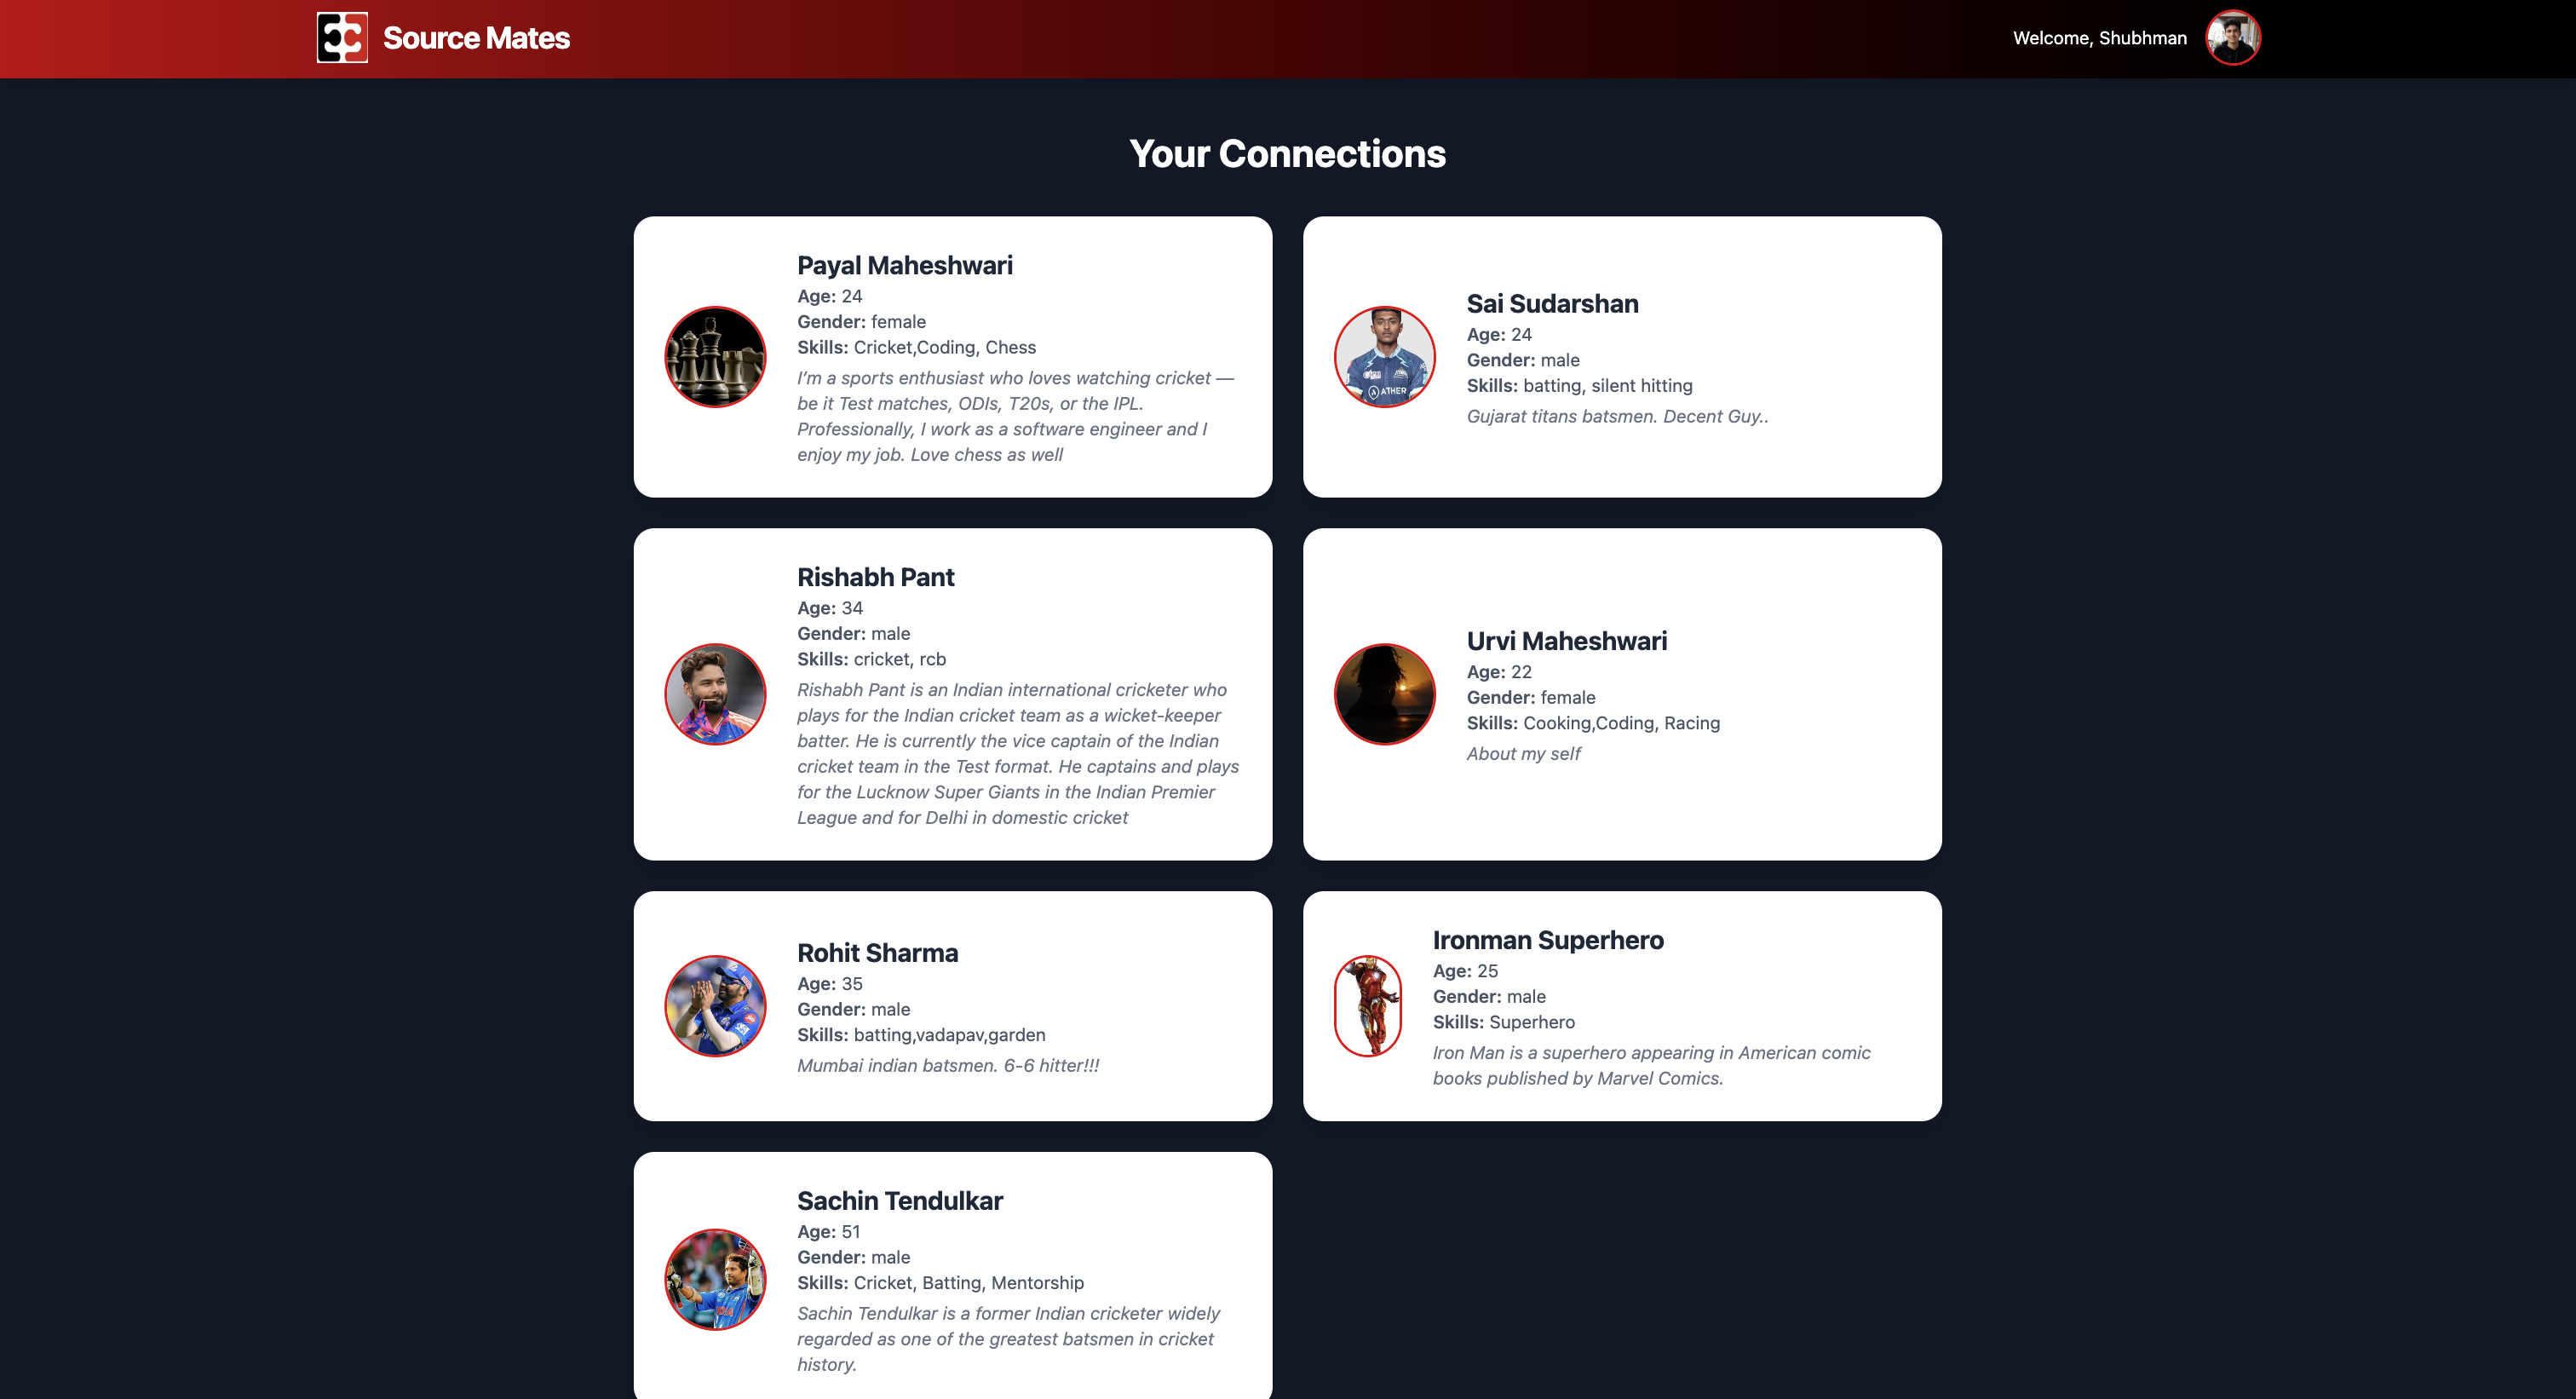 Source Mates
Welcome, Shubhman
Your Connections
Payal Maheshwari
Age: 24
Gender: female
Skills: Cricket,Coding, Chess
I’m a sports enthusiast who loves watching cricket —
be it Test matches, ODIs, T20s, or the IPL.
Professionally, I work as a software engineer and I
enjoy my job. Love chess as well
Sai Sudarshan
Age: 24
Gender: male
Skills: batting, silent hitting
Gujarat titans batsmen. Decent Guy..
ATHER
Rishabh Pant
Age: 34
Gender: male
Skills: cricket, rcb
Rishabh Pant is an Indian international cricketer who
plays for the Indian cricket team as a wicket-keeper
batter. He is currently the vice captain of the Indian
cricket team in the Test format. He captains and plays
for the Lucknow Super Giants in the Indian Premier
League and for Delhi in domestic cricket
Urvi Maheshwari
Age: 22
Gender: female
Skills: Cooking,Coding, Racing
About my self
Rohit Sharma
Age: 35
Gender: male
Skills: batting,vadapav,garden
Mumbai indian batsmen. 6-6 hitter!!!
Ironman Superhero
Age: 25
Gender: male
Skills: Superhero
Iron Man is a superhero appearing in American comic
books published by Marvel Comics.
Sachin Tendulkar
Age: 51
Gender: male
Skills: Cricket, Batting, Mentorship
Sachin Tendulkar is a former Indian cricketer widely
regarded as one of the greatest batsmen in cricket
history.